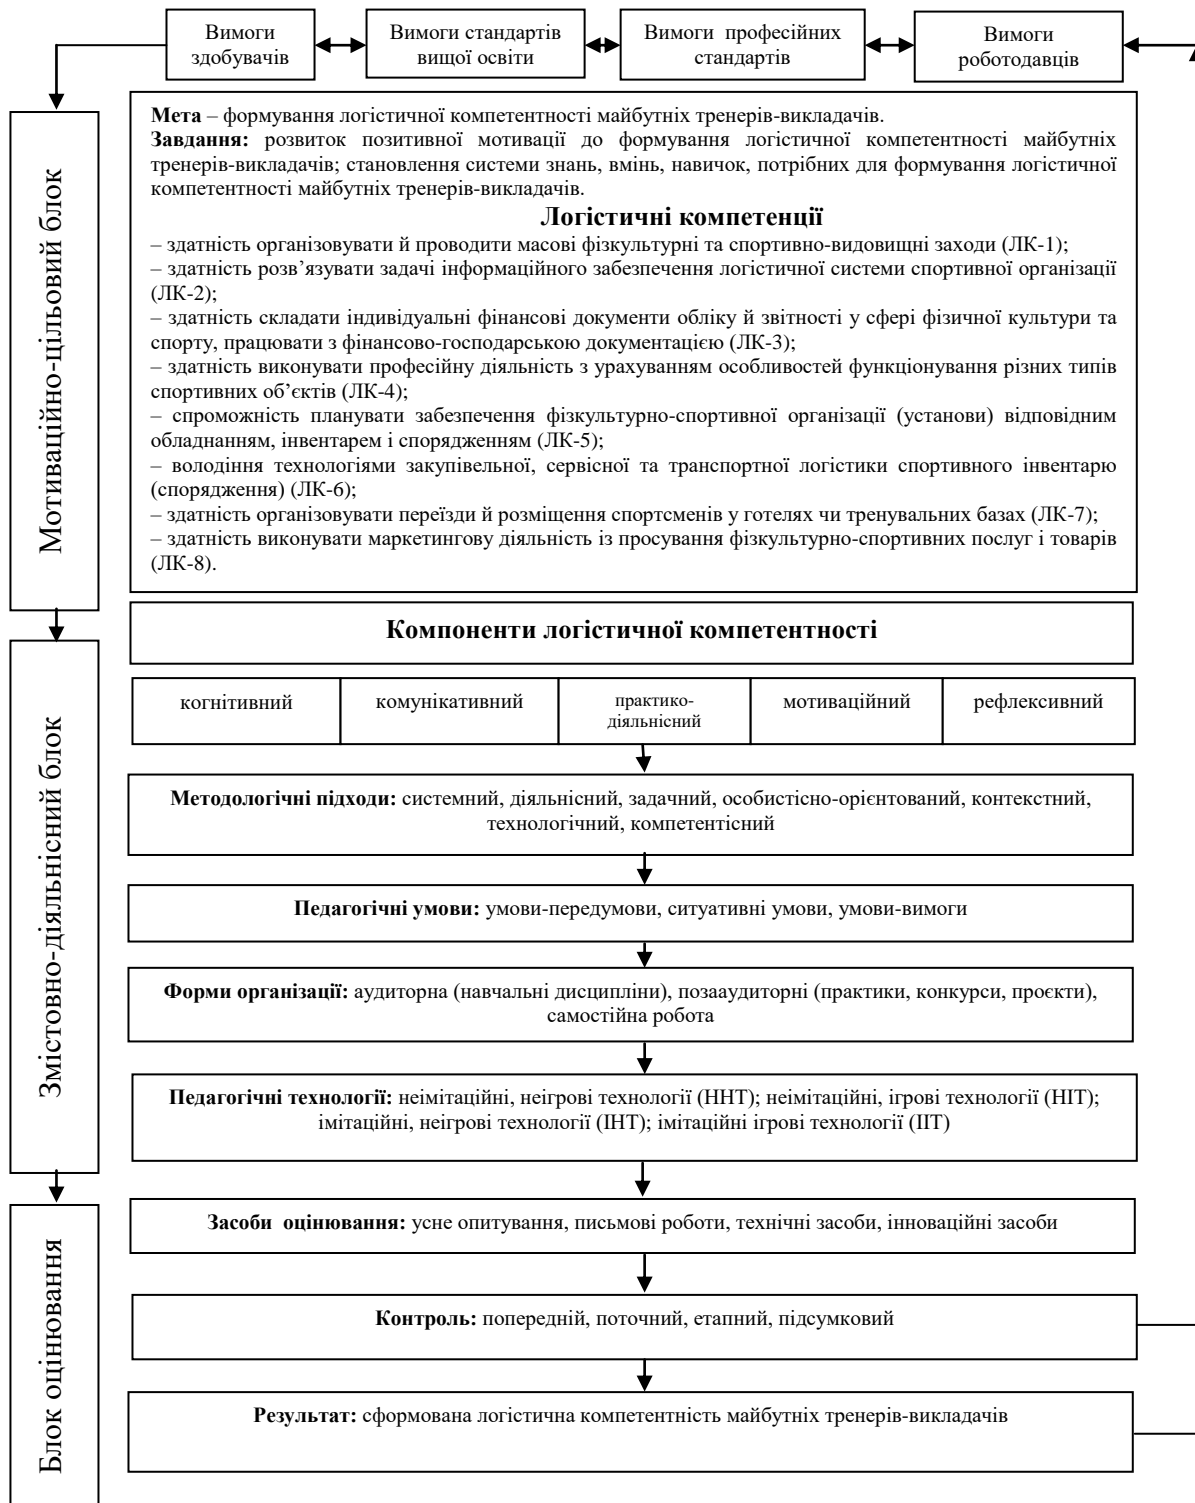 Вимоги
здобувачів
Вимоги стандартів
вищої освіти
Вимоги професійних
стандартів
Вимоги
роботодавців
Мотиваційно-цільовий блок
Мета – формування логістичної компетентності майбутніх тренерів-викладачів.
Завдання: розвиток позитивної мотивації до формування логістичної компетентності майбутніх
тренерів-викладачів; становлення системи знань, вмінь, навичок, потрібних для формування логістичної
компетентності майбутніх тренерів-викладачів.
Логістичні компетенції
– здатність організовувати й проводити масові фізкультурні та спортивно-видовищні заходи (ЛК-1);
– здатність розв’язувати задачі інформаційного забезпечення логістичної системи спортивної організації
(ЛК-2);
– здатність складати індивідуальні фінансові документи обліку й звітності у сфері фізичної культури та
спорту, працювати з фінансово-господарською документацією (ЛК-3);
– здатність виконувати професійну діяльність з урахуванням особливостей функціонування різних типів
спортивних об’єктів (ЛК-4);
– спроможність планувати забезпечення фізкультурно-спортивної організації (установи) відповідним
обладнанням, інвентарем і спорядженням (ЛК-5);
– володіння технологіями закупівельної, сервісної та транспортної логістики спортивного інвентарю
(спорядження) (ЛК-6);
– здатність організовувати переїзди й розміщення спортсменів у готелях чи тренувальних базах (ЛК-7);
– здатність виконувати маркетингову діяльність із просування фізкультурно-спортивних послуг і товарів
(ЛК-8).
Змістовно-діяльнісний блок
Компоненти логістичної компетентності
когнітивний
комунікативний
практико-
діяльнісний
мотиваційний
рефлексивний
Методологічні підходи: системний, діяльнісний, задачний, особистісно-орієнтований, контекстний,
технологічний, компетентісний
Педагогічні умови: умови-передумови, ситуативні умови, умови-вимоги
Форми організації: аудиторна (навчальні дисципліни), позааудиторні (практики, конкурси, проєкти),
самостійна робота
Педагогічні технології: неімітаційні, неігрові технології (ННТ); неімітаційні, ігрові технології (НІТ);
імітаційні, неігрові технології (ІНТ); імітаційні ігрові технології (ІІТ)
Блок оцінювання
Засоби оцінювання: усне опитування, письмові роботи, технічні засоби, інноваційні засоби
Контроль: попередній, поточний, етапний, підсумковий
Результат: сформована логістична компетентність майбутніх тренерів-викладачів